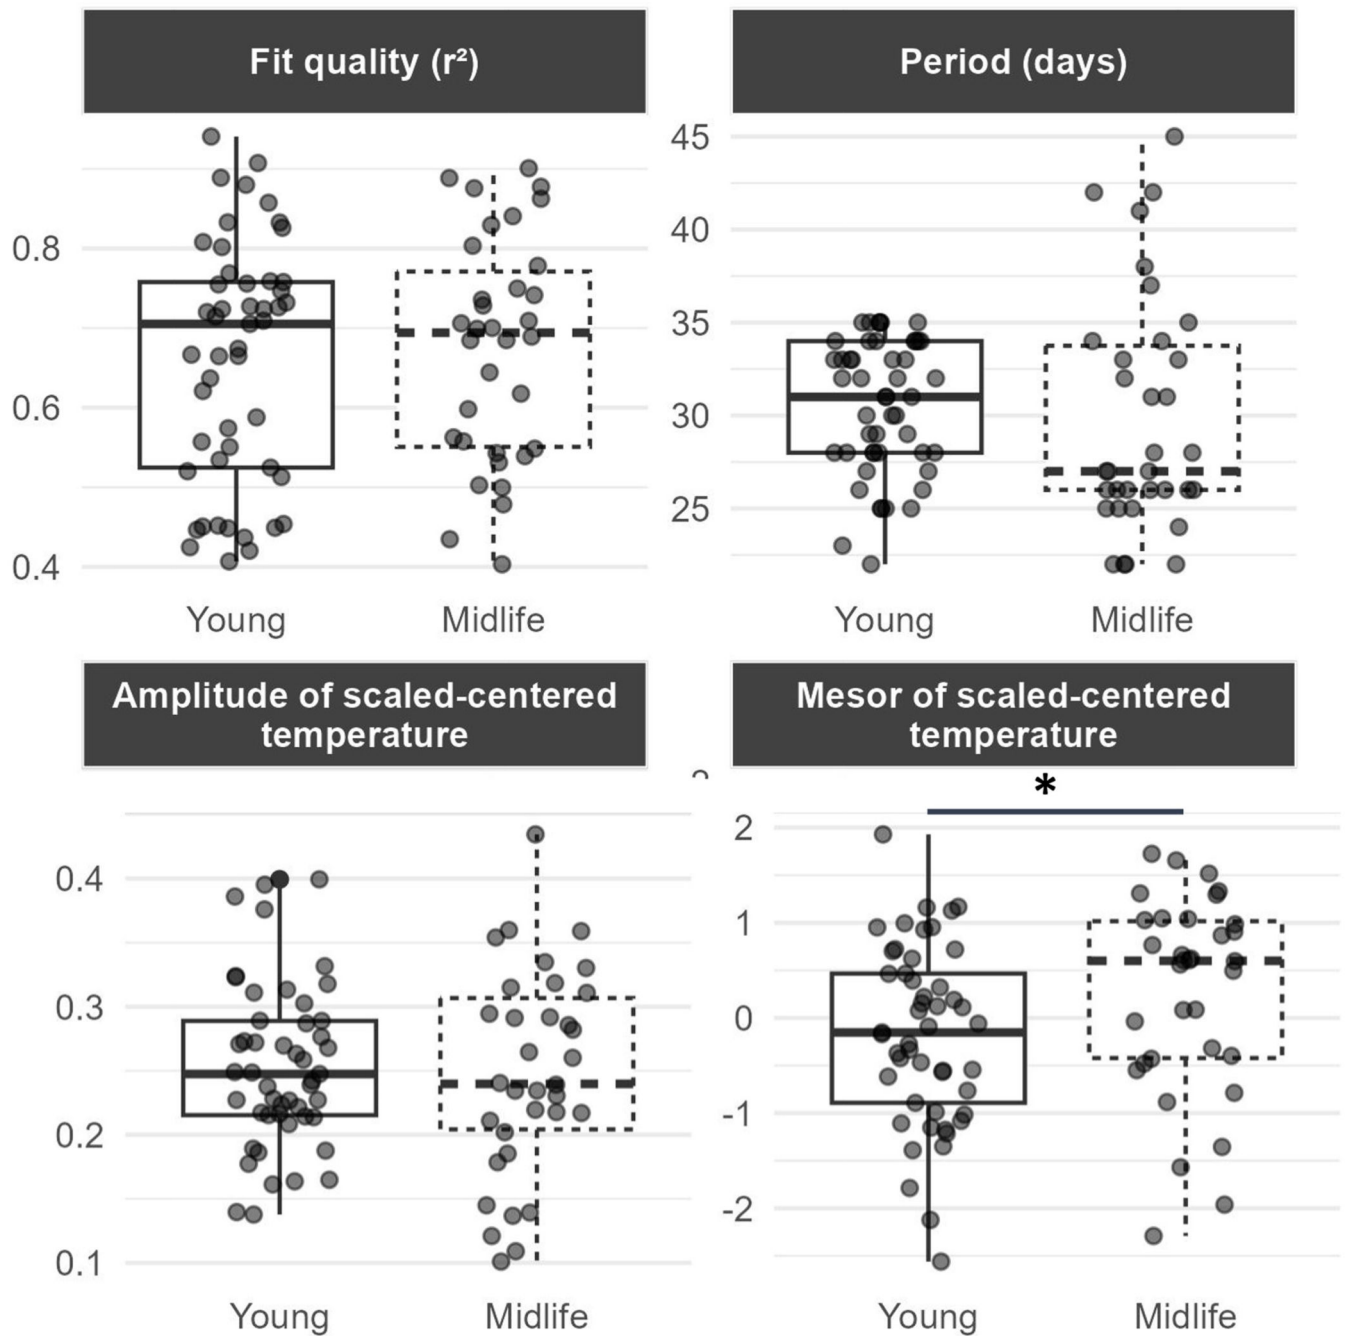 Fit quality (r²)
Period (days)
0.8
0.6
0.4
Young
Midlife
45
40
35
30
25
Young
Midlife
Amplitude of scaled-centered
temperature
Mesor of scaled-centered
temperature
0.4
0.3
0.2
0.1
Young
Midlife
*
2
1
0
-1
-2
Young
Midlife